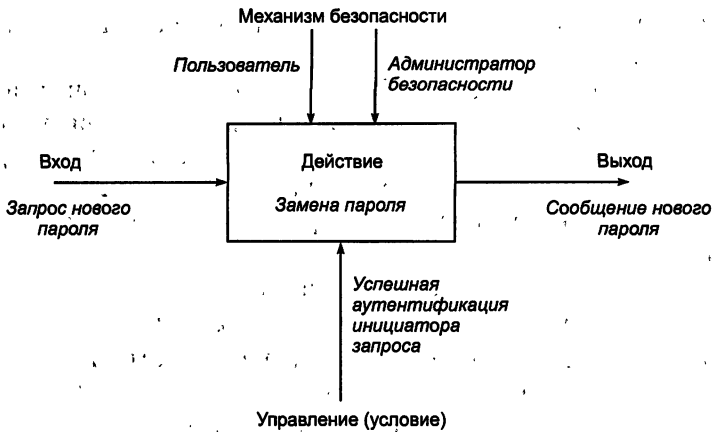 Механизм безопасности
Пользователь
Администратор
безопасности
Вход
Действие
Выход
Запрос нового
пароля
Замена пароля
Сообщение нового
пароля
Успешная
аутентификация
инициатора
запроса
Управление (условие)